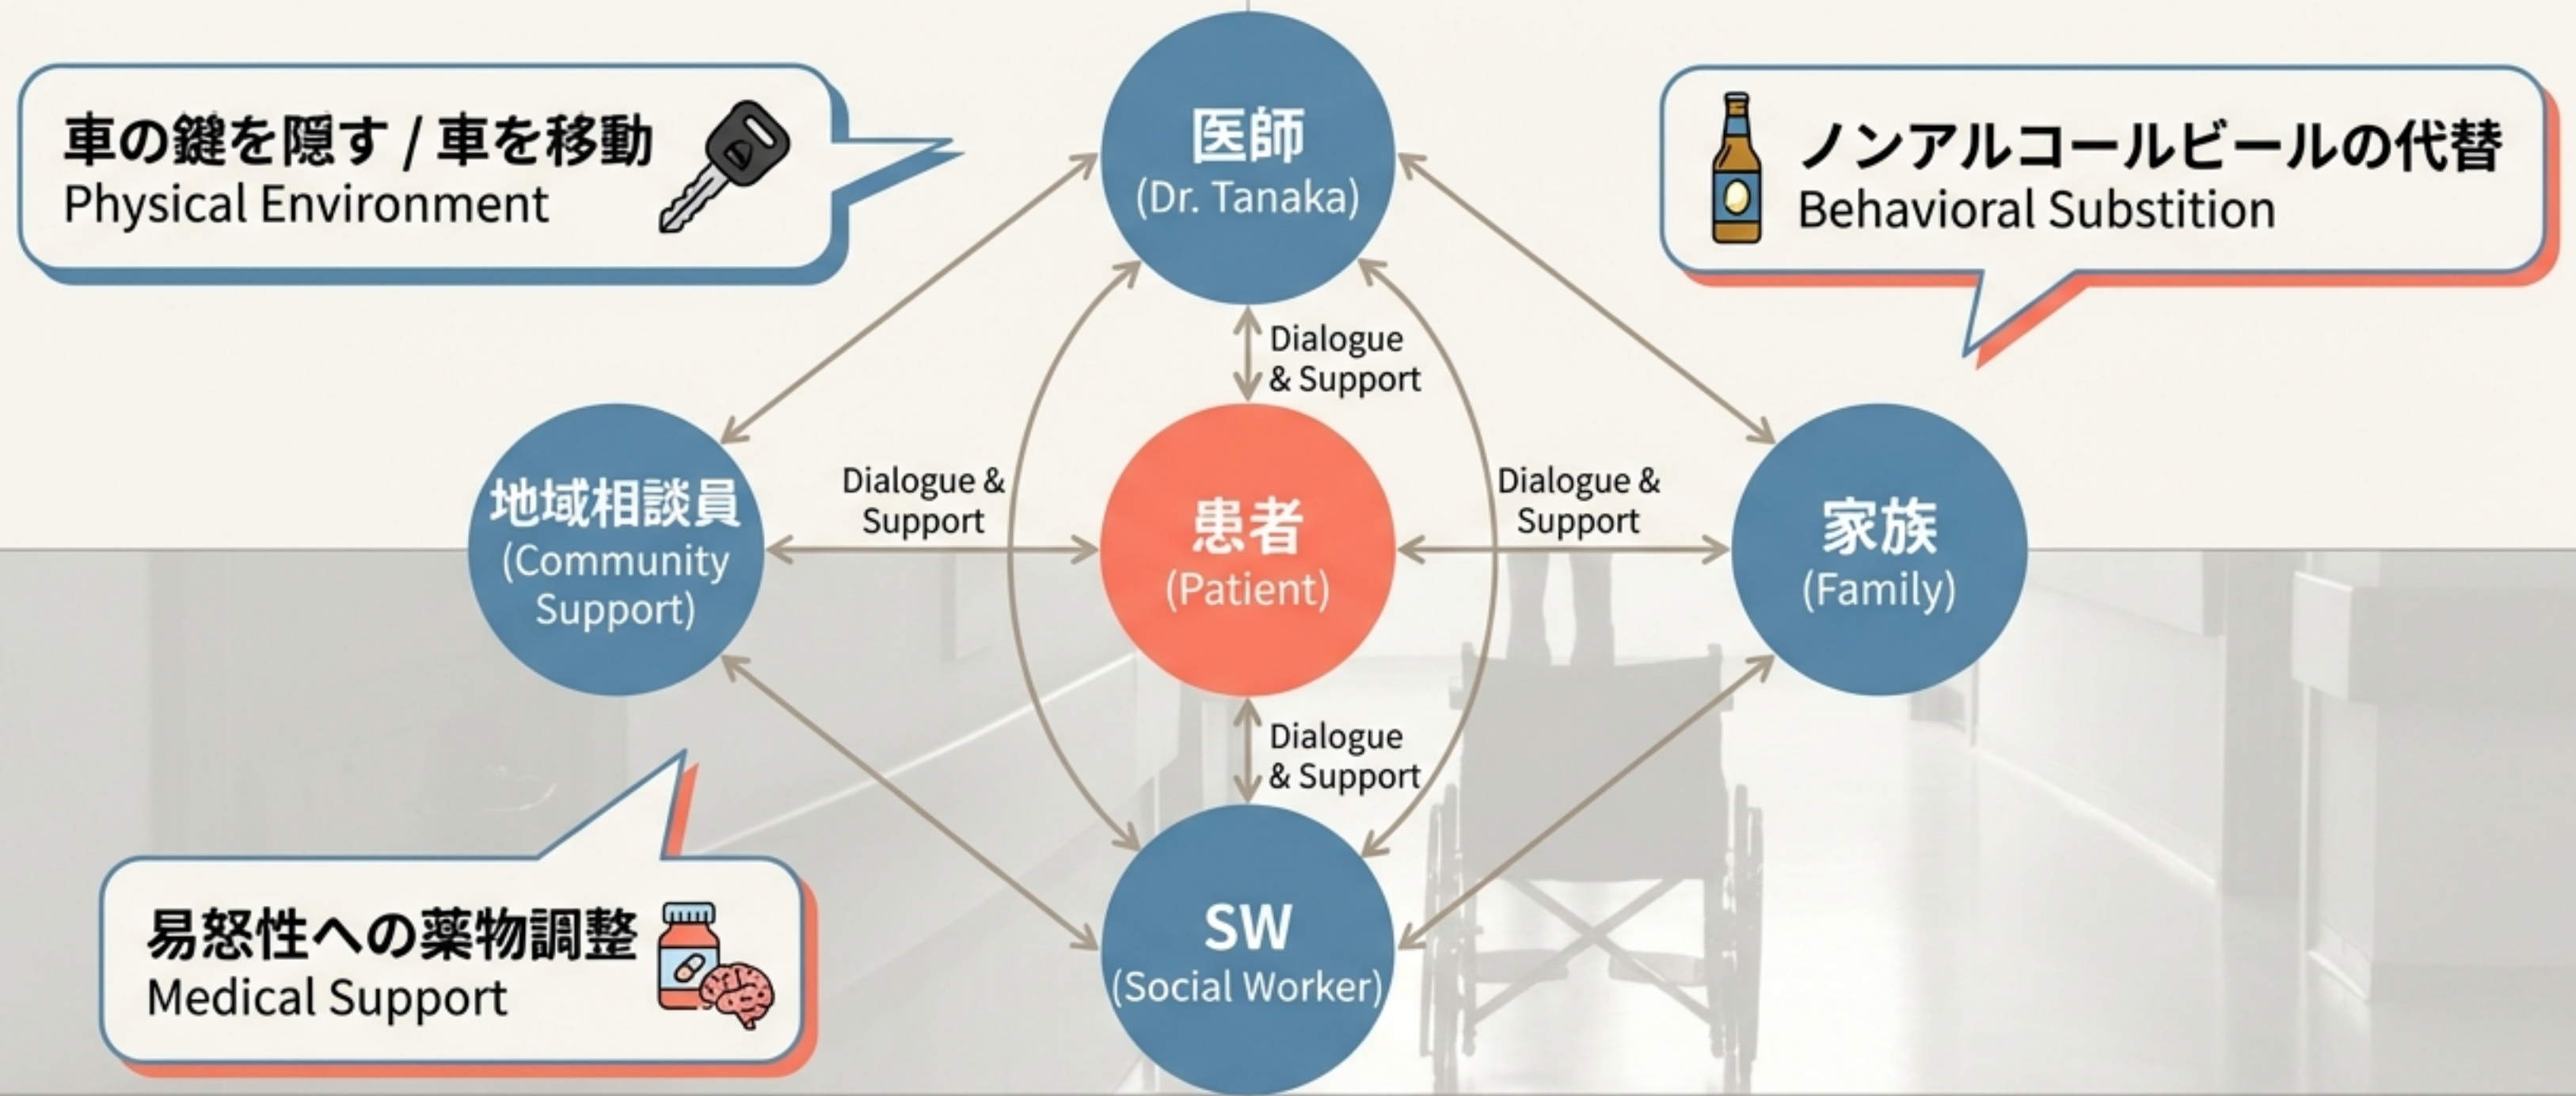 車の鍵を隠す / 車を移動
Physical Environment
医師
(Dr. Tanaka)
ノンアルコールビールの代替
Behavioral Substition
Dialogue
& Support
地域相談員
(Community
Support)
Dialogue &
Support
患者
(Patient)
Dialogue &
Support
家族
(Family)
Dialogue
& Support
易怒性への薬物調整
Medical Support
SW
(Social Worker)